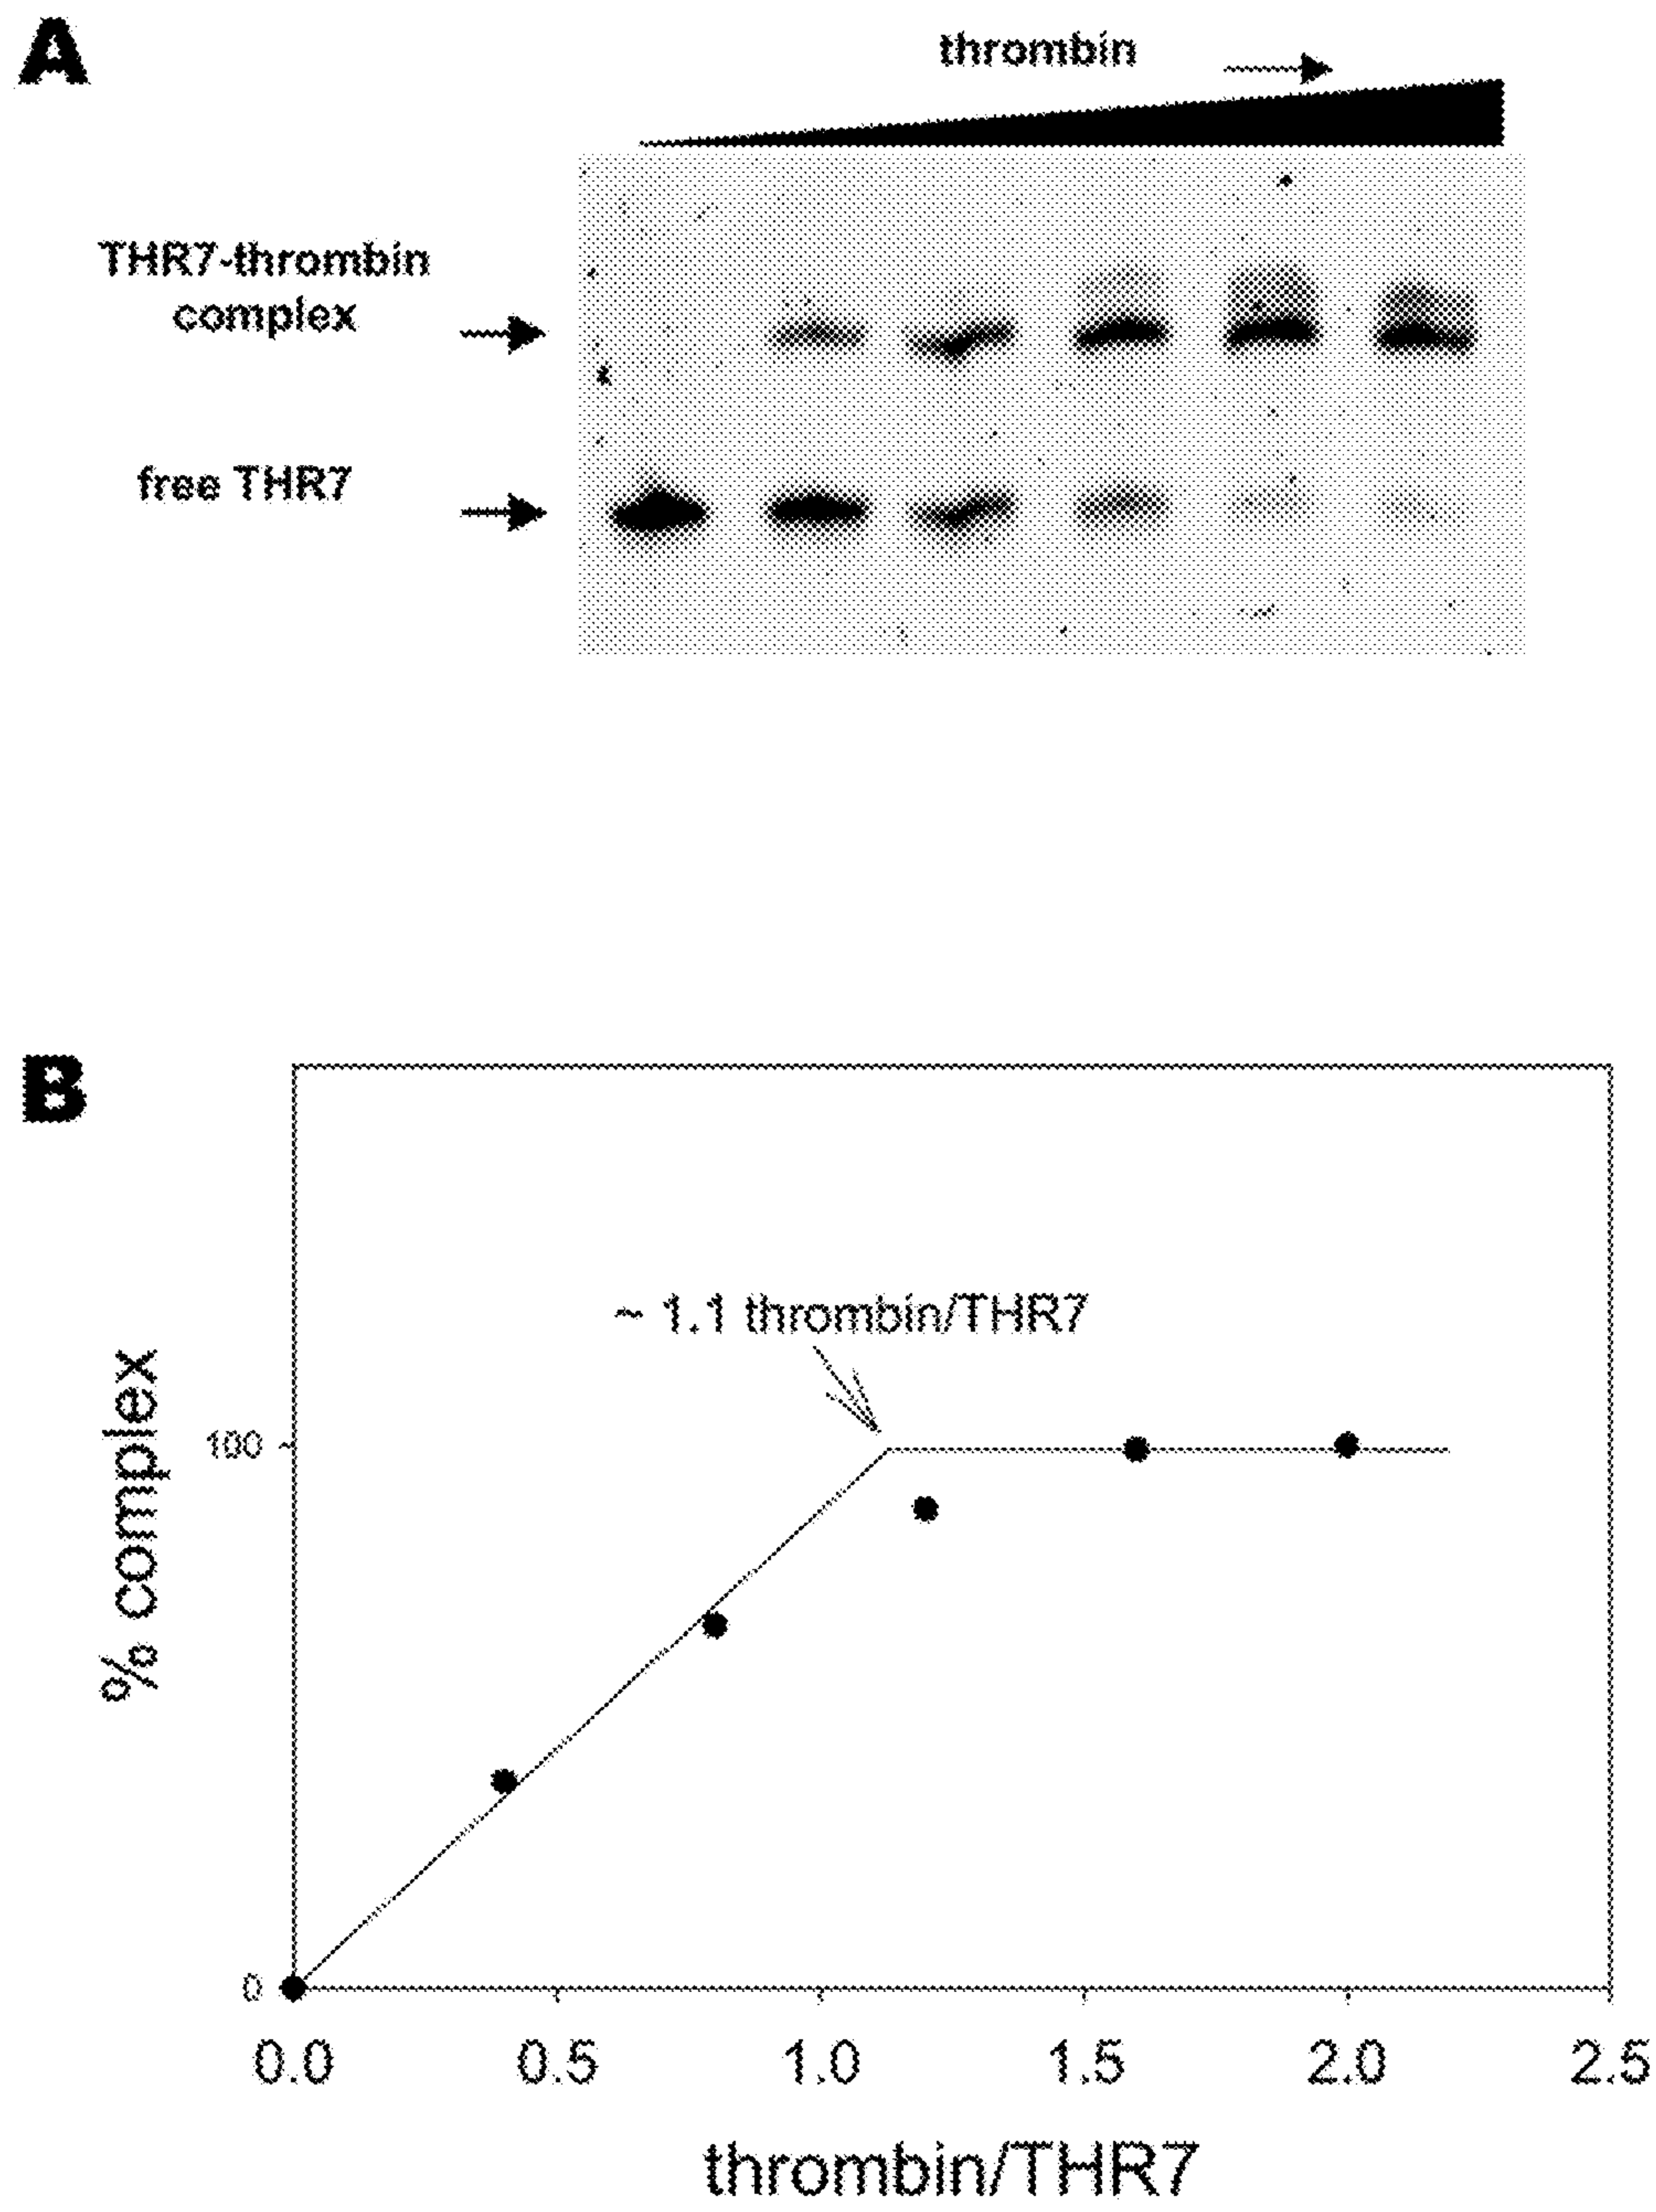 A
thrombin
THR7-thrombin
complex
free THR7
B
~ 1.1 thrombin/THR7
% complex
100
0
0.0 0.5 1.0 1.5 2.0 2.5
thrombin/THR7